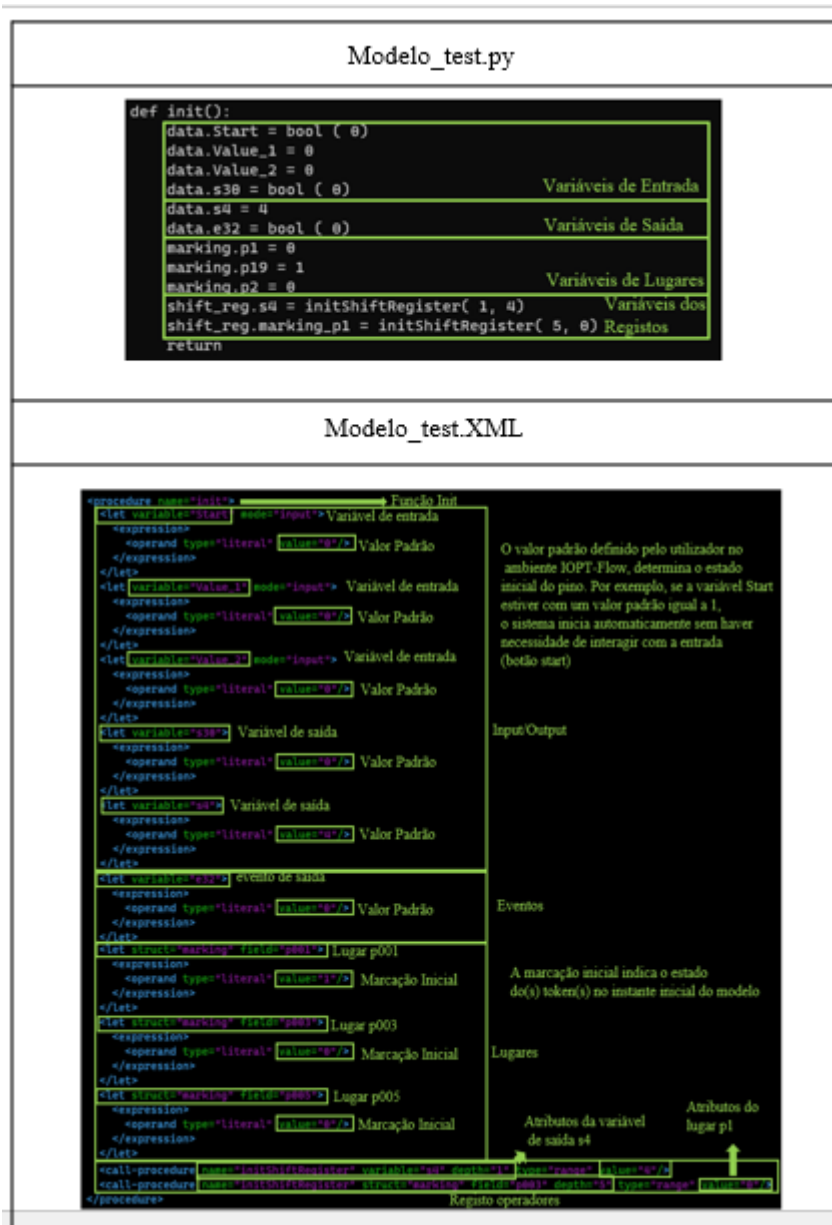 Modelo_test.py
def init():
data.Start = bool ( 0)
data.Value_1 = 0
data.Value_2 = 0
data.s30 = bool ( 0) Variáveis de Entrada
data.s4 = 4
data.e32 = bool ( 0) Variáveis de Saída
marking.p1 = 0
marking.p19 = 1
marking.p2 = 0 Variáveis de Lugares
shift_reg.s4 = initShiftRegister( 1, 4) Variáveis dos
shift_reg.marking_p1 = initShiftRegister( 5, 0) Registos
return
Modelo_test.XML
<procedure name="init"> Função Init
<let variable="Start" mode="input"> Variável de entrada
<expression>
<operand type="literal" value="0"/> Valor Padrão
</expression>
</let>
<let variable="Value_1" mode="input"> Variável de entrada
<expression>
<operand type="literal" value="0"/> Valor Padrão
</expression>
</let>
<let variable="Value_2" mode="input"> Variável de entrada
<expression>
<operand type="literal" value="0"/> Valor Padrão
</expression>
</let>
<let variable="s30"> Variável de saída
<expression>
<operand type="literal" value="0"/> Valor Padrão
</expression>
</let>
<let variable="s4"> Variável de saída
<expression>
<operand type="literal" value="4"/> Valor Padrão
</expression>
</let>
<let variable="e32"> evento de saída
<expression>
<operand type="literal" value="0"/> Valor Padrão
</expression>
</let>
<let struct="marking" field="p001"> Lugar p001
<expression>
<operand type="literal" value="1"/> Marcação Inicial
</expression>
</let>
<let struct="marking" field="p003"> Lugar p003
<expression>
<operand type="literal" value="0"/> Marcação Inicial
</expression>
</let>
<let struct="marking" field="p005"> Lugar p005
<expression>
<operand type="literal" value="0"/> Marcação Inicial
</expression>
</let>
<call-procedure name="initShiftRegister" variable="s4" depth="1" type="range" value="4"/>
<call-procedure name="initShiftRegister" struct="marking" field="p001" depth="5" type="range" value="0"/>
</procedure> Registo operadores
O valor padrão definido pelo utilizador no
ambiente IOPT-Flow, determina o estado
inicial do pino. Por exemplo, se a variável Start
estiver com um valor padrão igual a 1,
o sistema inicia automaticamente sem haver
necessidade de interagir com a entrada
(botão start)
Input/Output
Eventos
A marcação inicial indica o estado
do(s) token(s) no instante inicial do modelo
Lugares
Atributos da variável
de saída s4
Atributos do
lugar p1